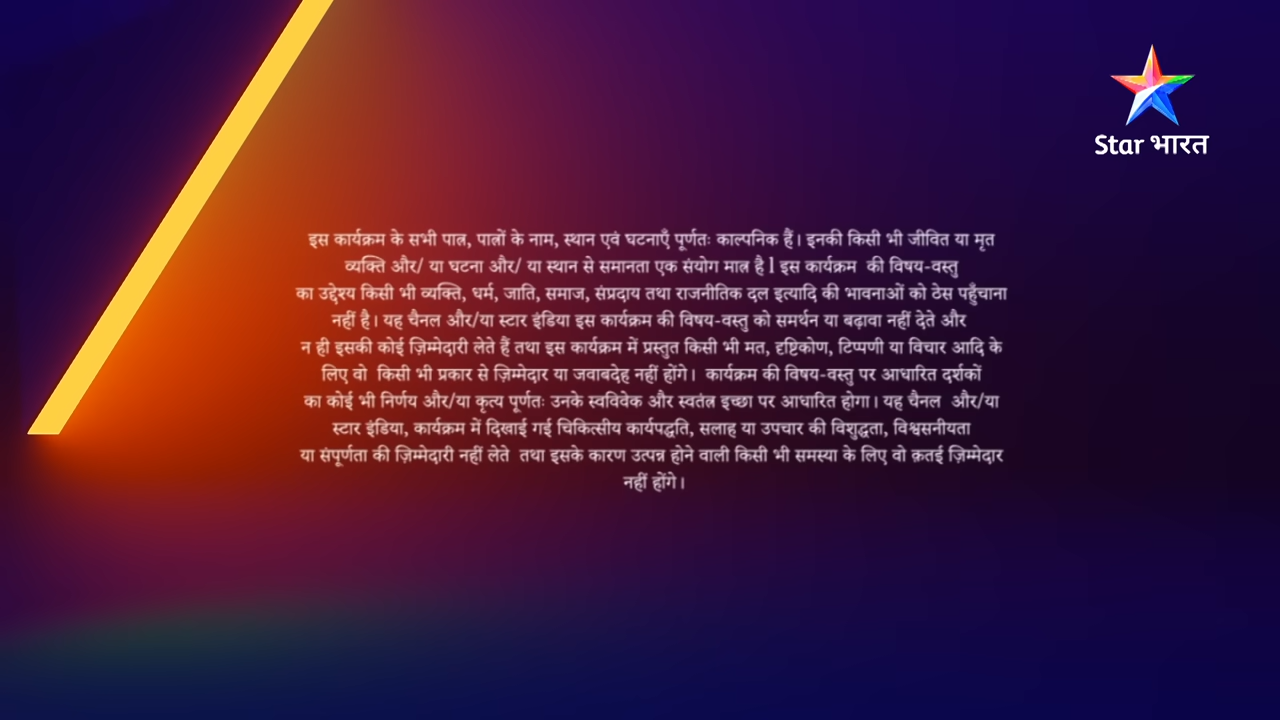 Star भारत
इस कार्यक्रम के सभी पात्र, पात्रों के नाम, स्थान एवं घटनाएँ पूर्णतः काल्पनिक हैं। इनकी किसी भी जीवित या मृत
व्यक्ति और/ या घटना और/ या स्थान से समानता एक संयोग मात्र है l इस कार्यक्रम की विषय-वस्तु
का उद्देश्य किसी भी व्यक्ति, धर्म, जाति, समाज, संप्रदाय तथा राजनीतिक दल इत्यादि की भावनाओं को ठेस पहुँचाना
नहीं है। यह चैनल और/या स्टार इंडिया इस कार्यक्रम की विषय-वस्तु को समर्थन या बढ़ावा नहीं देते और
न ही इसकी कोई ज़िम्मेदारी लेते हैं तथा इस कार्यक्रम में प्रस्तुत किसी भी मत, दृष्टिकोण, टिप्पणी या विचार आदि के
लिए वो किसी भी प्रकार से ज़िम्मेदार या जवाबदेह नहीं होंगे। कार्यक्रम की विषय-वस्तु पर आधारित दर्शकों
का कोई भी निर्णय और/या कृत्य पूर्णतः उनके स्वविवेक और स्वतंत्र इच्छा पर आधारित होगा। यह चैनल और/या
स्टार इंडिया, कार्यक्रम में दिखाई गई चिकित्सीय कार्यपद्धति, सलाह या उपचार की विशुद्धता, विश्वसनीयता
या संपूर्णता की ज़िम्मेदारी नहीं लेते तथा इसके कारण उत्पन्न होने वाली किसी भी समस्या के लिए वो क़तई ज़िम्मेदार
नहीं होंगे।